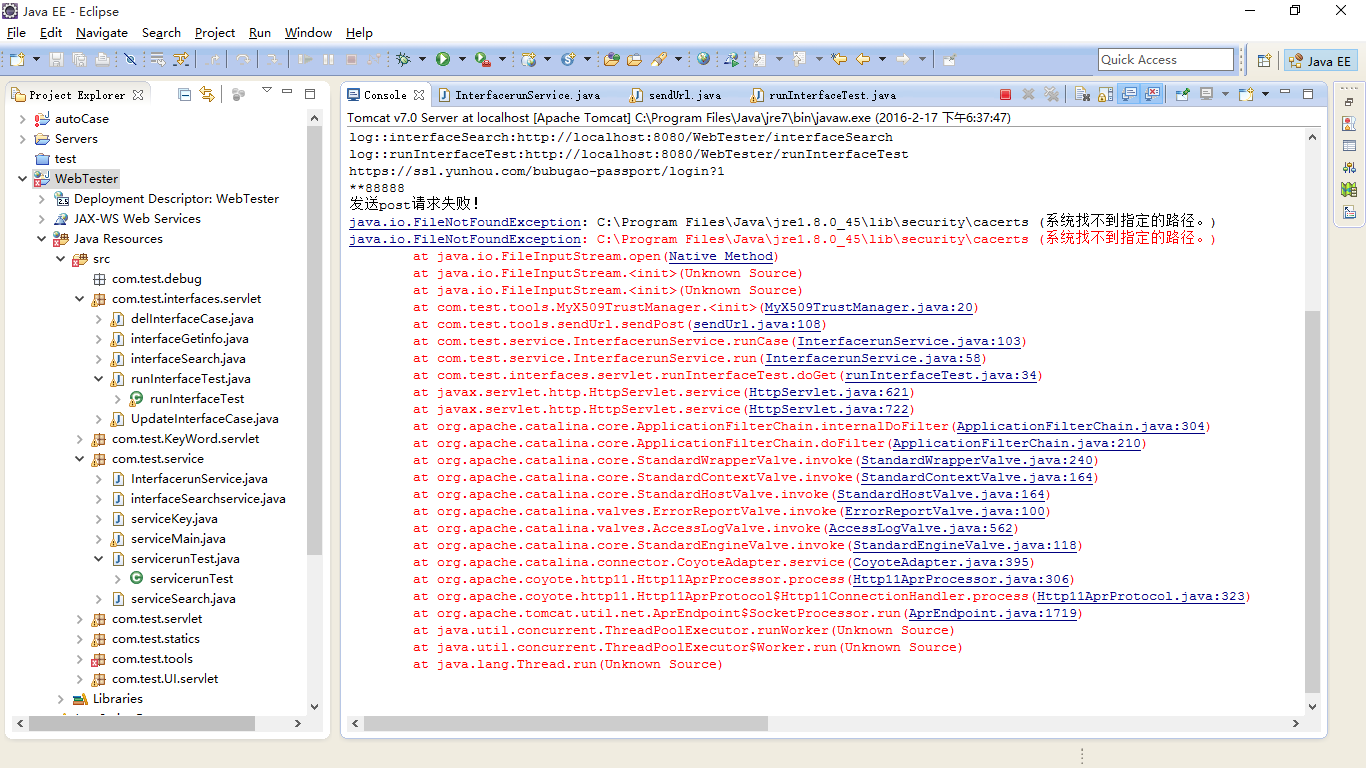 Java EE - Eclipse
File Edit Navigate Search Project Run Window Help
Quick Access
Java EE
Project Explorer
autoCase
Servers
test
WebTester
Deployment Descriptor: WebTester
JAX-WS Web Services
Java Resources
src
com.test.debug
com.test.interfaces.servlet
delInterfaceCase.java
interfaceGetinfo.java
interfaceSearch.java
runInterfaceTest.java
runInterfaceTest
UpdateInterfaceCase.java
com.test.KeyWord.servlet
com.test.service
InterfacerunService.java
interfaceSearchservice.java
serviceKey.java
serviceMain.java
servicerunTest.java
servicerunTest
serviceSearch.java
com.test.servlet
com.test.statics
com.test.tools
com.test.UI.servlet
Libraries
Console InterfacerunService.java sendUrl.java runInterfaceTest.java
Tomcat v7.0 Server at localhost [Apache Tomcat] C:\Program Files\Java\jre7\bin\javaw.exe (2016-2-17 下午6:37:47)
log::interfaceSearch:http://localhost:8080/WebTester/interfaceSearch
log::runInterfaceTest:http://localhost:8080/WebTester/runInterfaceTest
https://ssl.yunhou.com/bubugao-passport/login?1
**88888
发送post请求失败!
java.io.FileNotFoundException: C:\Program Files\Java\jre1.8.0_45\lib\security\cacerts (系统找不到指定的路径。)
java.io.FileNotFoundException: C:\Program Files\Java\jre1.8.0_45\lib\security\cacerts (系统找不到指定的路径。)
at java.io.FileInputStream.open(Native Method)
at java.io.FileInputStream.<init>(Unknown Source)
at java.io.FileInputStream.<init>(Unknown Source)
at com.test.tools.MyX509TrustManager.<init>(MyX509TrustManager.java:20)
at com.test.tools.sendUrl.sendPost(sendUrl.java:108)
at com.test.service.InterfacerunService.runCase(InterfacerunService.java:103)
at com.test.service.InterfacerunService.run(InterfacerunService.java:58)
at com.test.interfaces.servlet.runInterfaceTest.doGet(runInterfaceTest.java:34)
at javax.servlet.http.HttpServlet.service(HttpServlet.java:621)
at javax.servlet.http.HttpServlet.service(HttpServlet.java:722)
at org.apache.catalina.core.ApplicationFilterChain.internalDoFilter(ApplicationFilterChain.java:304)
at org.apache.catalina.core.ApplicationFilterChain.doFilter(ApplicationFilterChain.java:210)
at org.apache.catalina.core.StandardWrapperValve.invoke(StandardWrapperValve.java:240)
at org.apache.catalina.core.StandardContextValve.invoke(StandardContextValve.java:164)
at org.apache.catalina.core.StandardHostValve.invoke(StandardHostValve.java:164)
at org.apache.catalina.valves.ErrorReportValve.invoke(ErrorReportValve.java:100)
at org.apache.catalina.valves.AccessLogValve.invoke(AccessLogValve.java:562)
at org.apache.catalina.core.StandardEngineValve.invoke(StandardEngineValve.java:118)
at org.apache.catalina.connector.CoyoteAdapter.service(CoyoteAdapter.java:395)
at org.apache.coyote.http11.Http11AprProcessor.process(Http11AprProcessor.java:306)
at org.apache.coyote.http11.Http11AprProtocol$Http11ConnectionHandler.process(Http11AprProtocol.java:323)
at org.apache.tomcat.util.net.AprEndpoint$SocketProcessor.run(AprEndpoint.java:1719)
at java.util.concurrent.ThreadPoolExecutor.runWorker(Unknown Source)
at java.util.concurrent.ThreadPoolExecutor$Worker.run(Unknown Source)
at java.lang.Thread.run(Unknown Source)